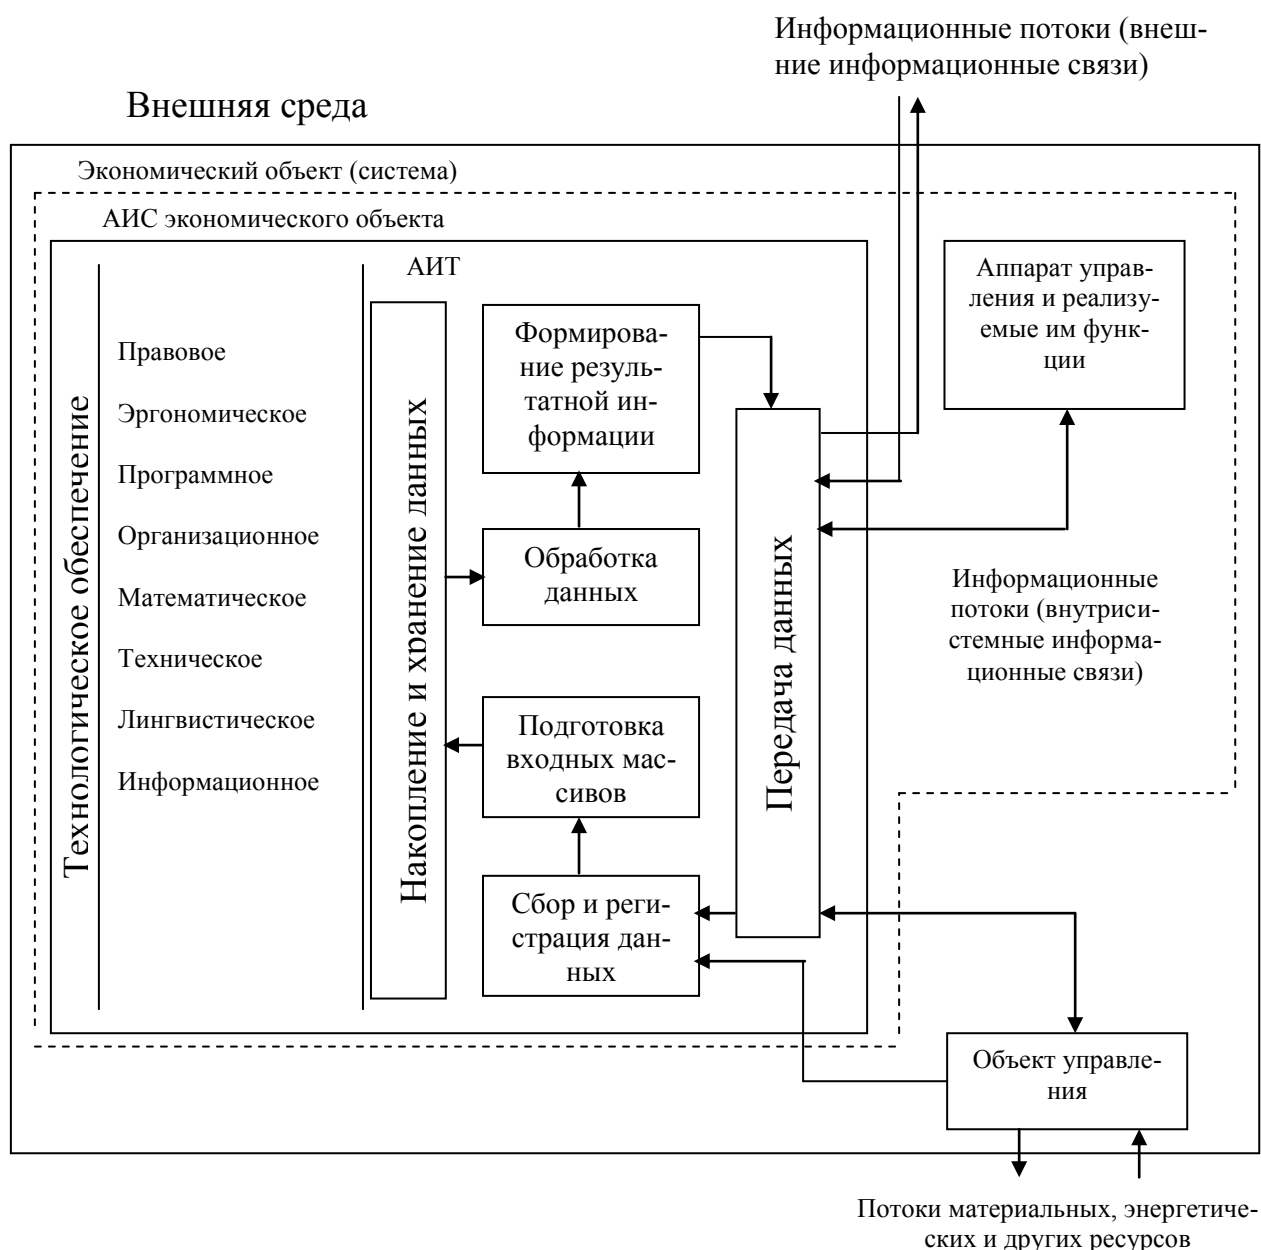 Информационные потоки (внеш-
ние информационные связи)
Внешняя среда
Экономический объект (система)
АИС экономического объекта
АИТ
Технологическое обеспечение
Правовое
Эргономическое
Программное
Организационное
Математическое
Техническое
Лингвистическое
Информационное
Накопление и хранение данных
Формирова-
ние резуль-
татной ин-
формации
Обработка
данных
Подготовка
входных мас-
сивов
Сбор и реги-
страция дан-
ных
Передача данных
Аппарат управ-
ления и реализу-
емые им функ-
ции
Информационные
потоки (внутриси-
стемные информа-
ционные связи)
Объект управле-
ния
Потоки материальных, энергетиче-
ских и других ресурсов